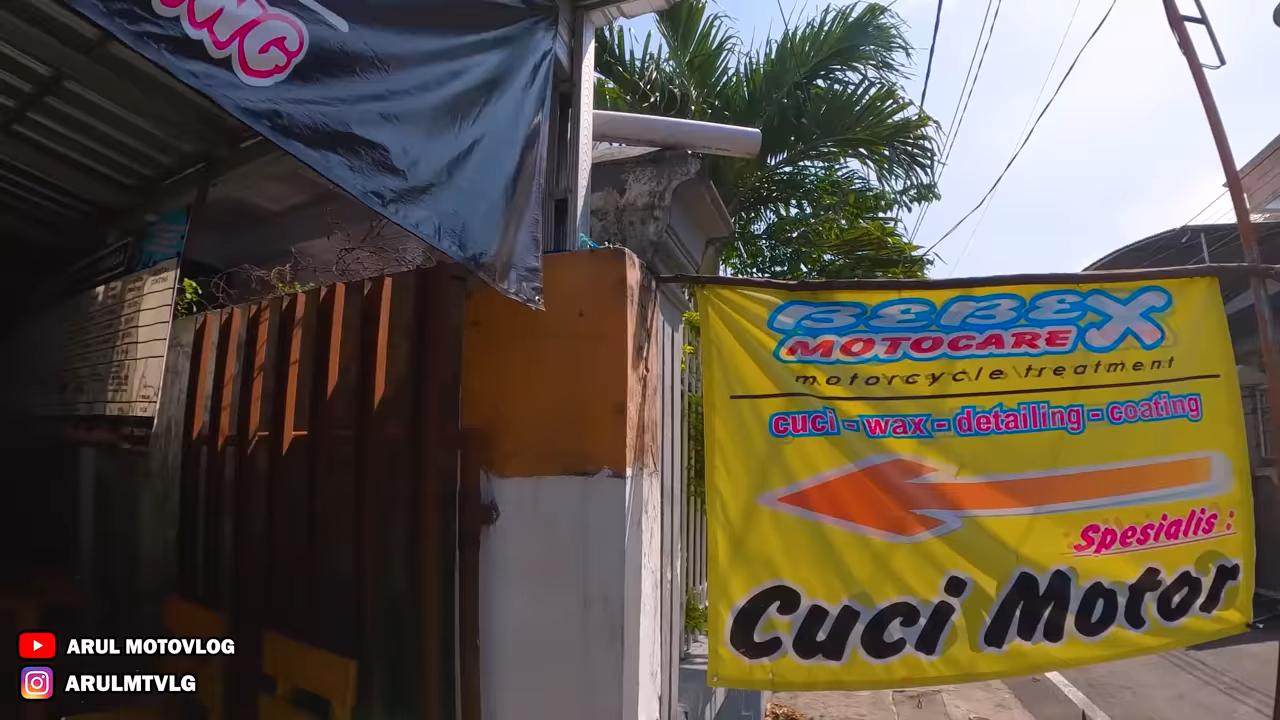 BEBEX
MOTOCARE
motorcycle treatment
cuci - wax - detailing - coating
Spesialis :
Cuci Motor
ARUL MOTOVLOG
ARULMTVLG